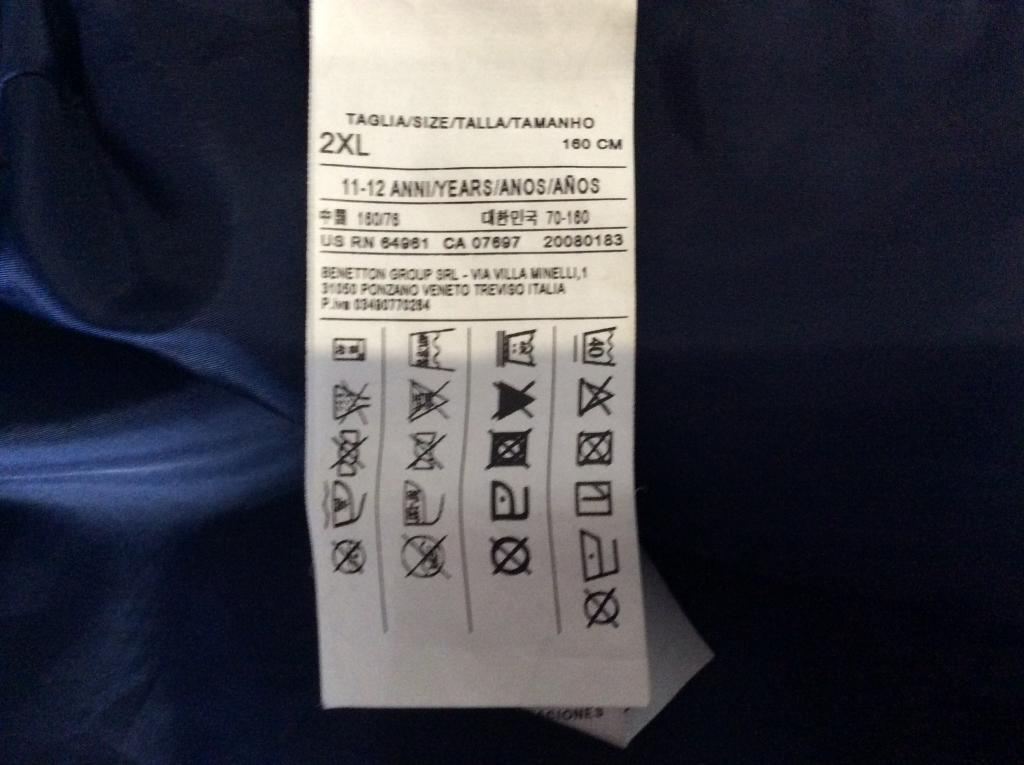 TAGLIA/SIZE/TALLA/TAMANHO
2XL 160 CM
11-12 ANNI/YEARS/ANOS/AÑOS
中國 160/76 대한민국 70-160
US RN 64961 CA 07697 20080183
BENETTON GROUP SRL - VIA VILLA MINELLI,1
31050 PONZANO VENETO TREVISO ITALIA
P.iva 03490770264
40